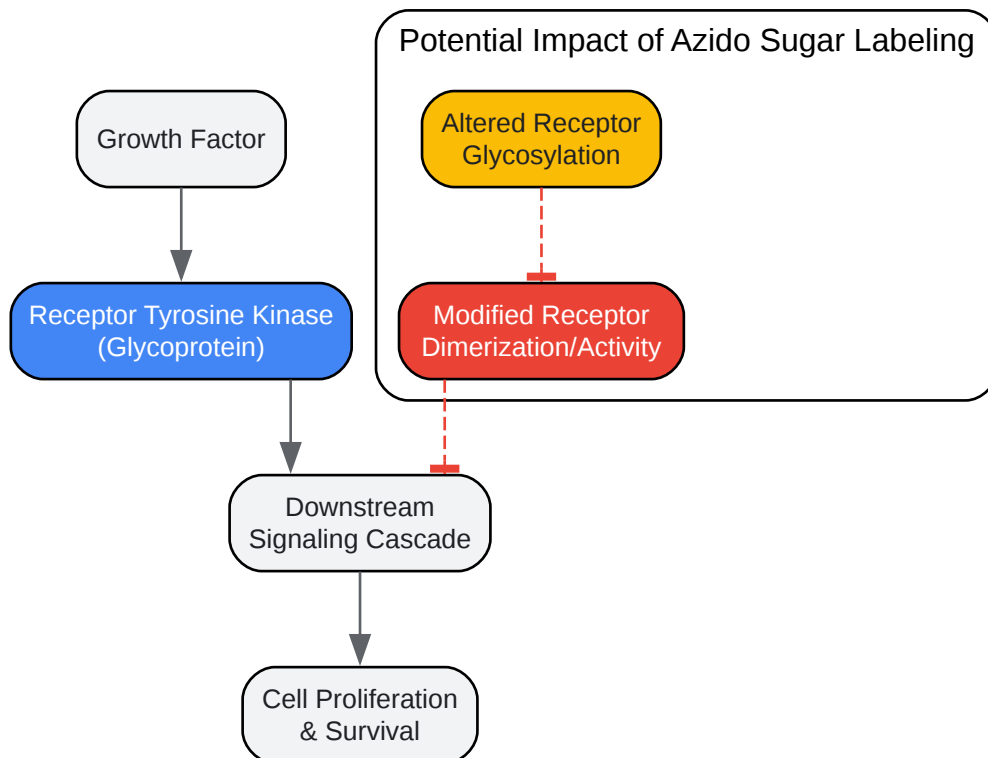 Potential Impact of Azido Sugar Labeling
Growth Factor
Altered Receptor
Glycosylation
Receptor Tyrosine Kinase
(Glycoprotein)
Modified Receptor
Dimerization/Activity
Downstream
Signaling Cascade
Cell Proliferation
& Survival